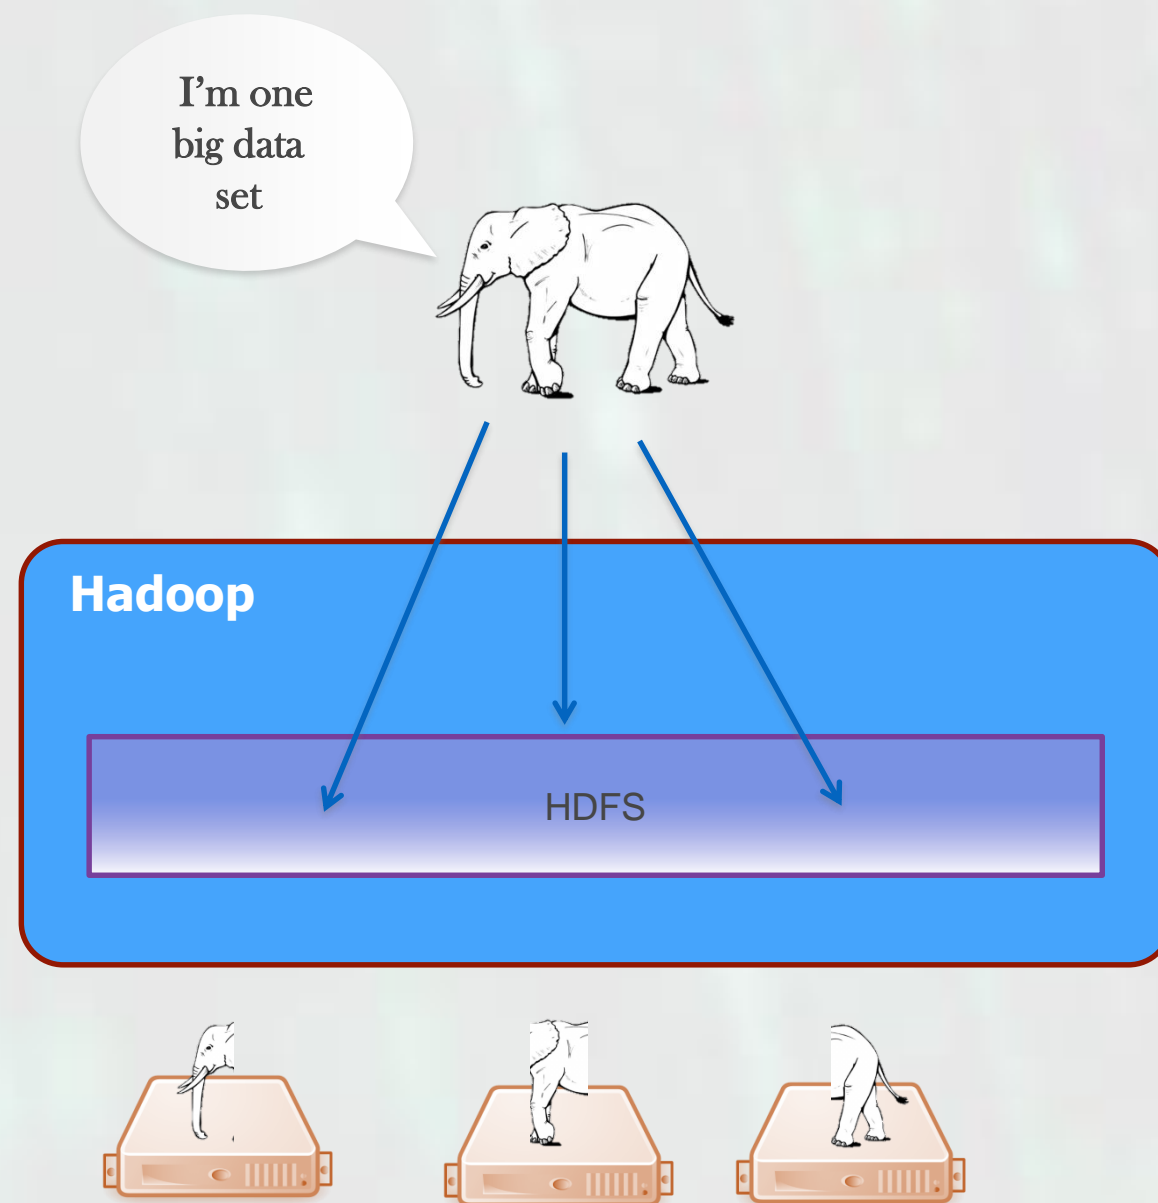 I’m one
big data
set
Hadoop
HDFS